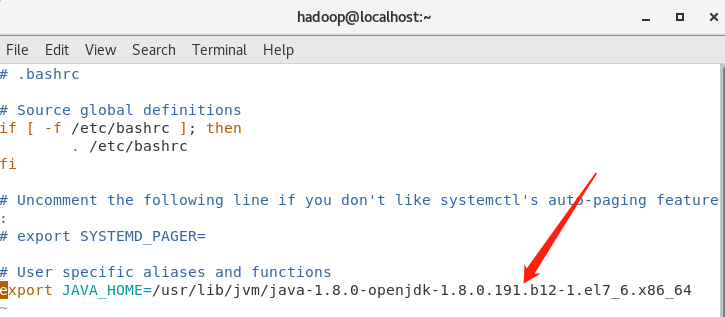 hadoop@localhost:~
File Edit View Search Terminal Help
# .bashrc
# Source global definitions
if [ -f /etc/bashrc ]; then
. /etc/bashrc
fi
# Uncomment the following line if you don't like systemctl's auto-paging feature
:
# export SYSTEMD_PAGER=
# User specific aliases and functions
export JAVA_HOME=/usr/lib/jvm/java-1.8.0-openjdk-1.8.0.191.b12-1.el7_6.x86_64
~